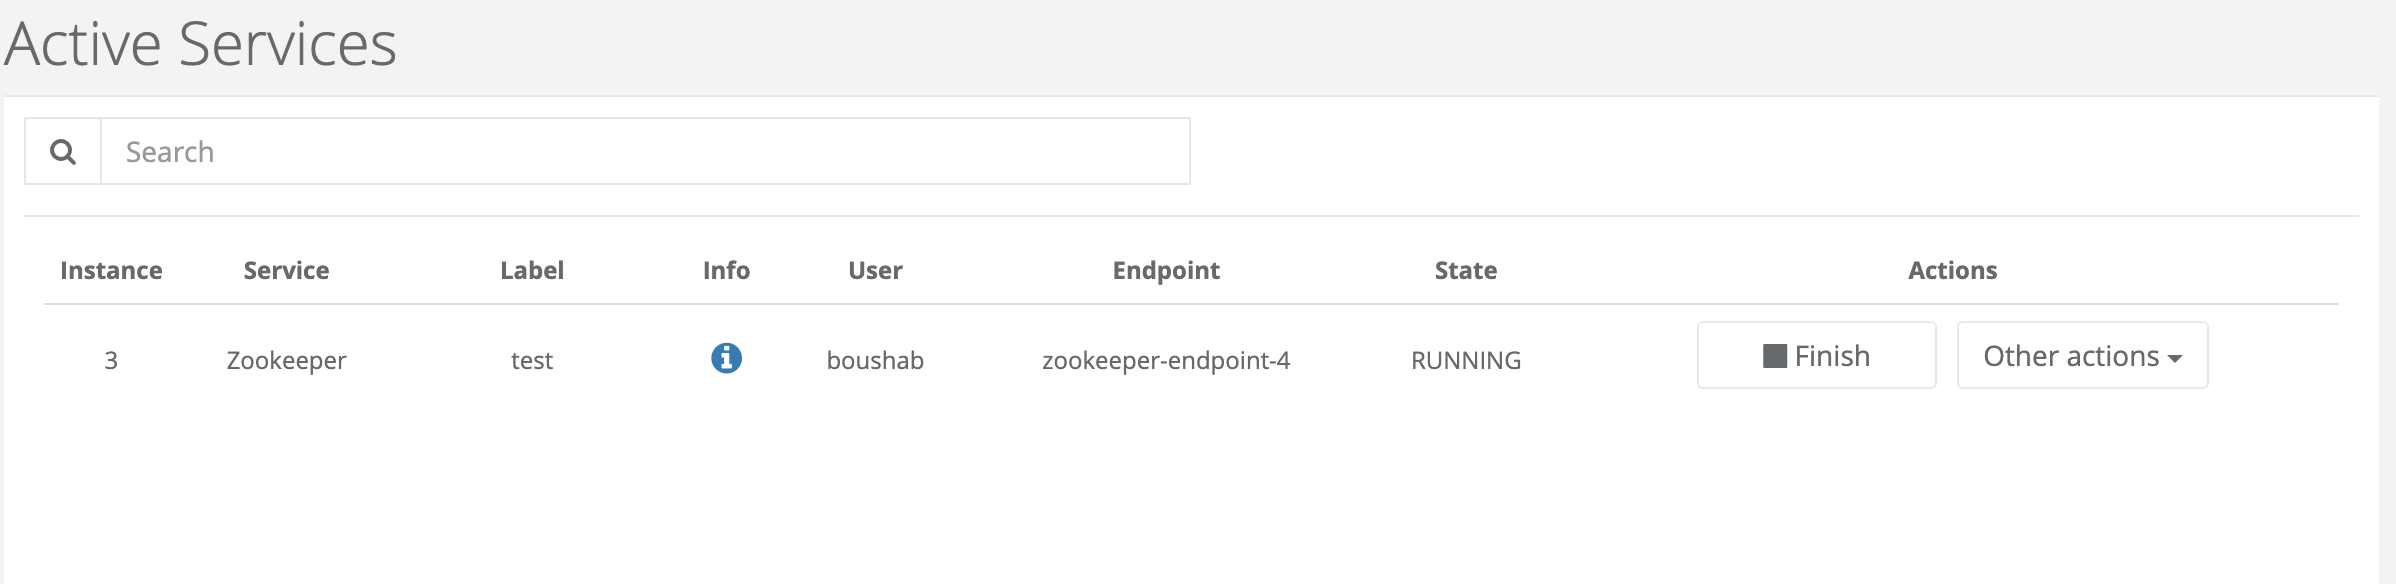 Active Services
Search
Instance Service Label Info User Endpoint State Actions
3 Zookeeper test boushab zookeeper-endpoint-4 RUNNING Finish Other actions